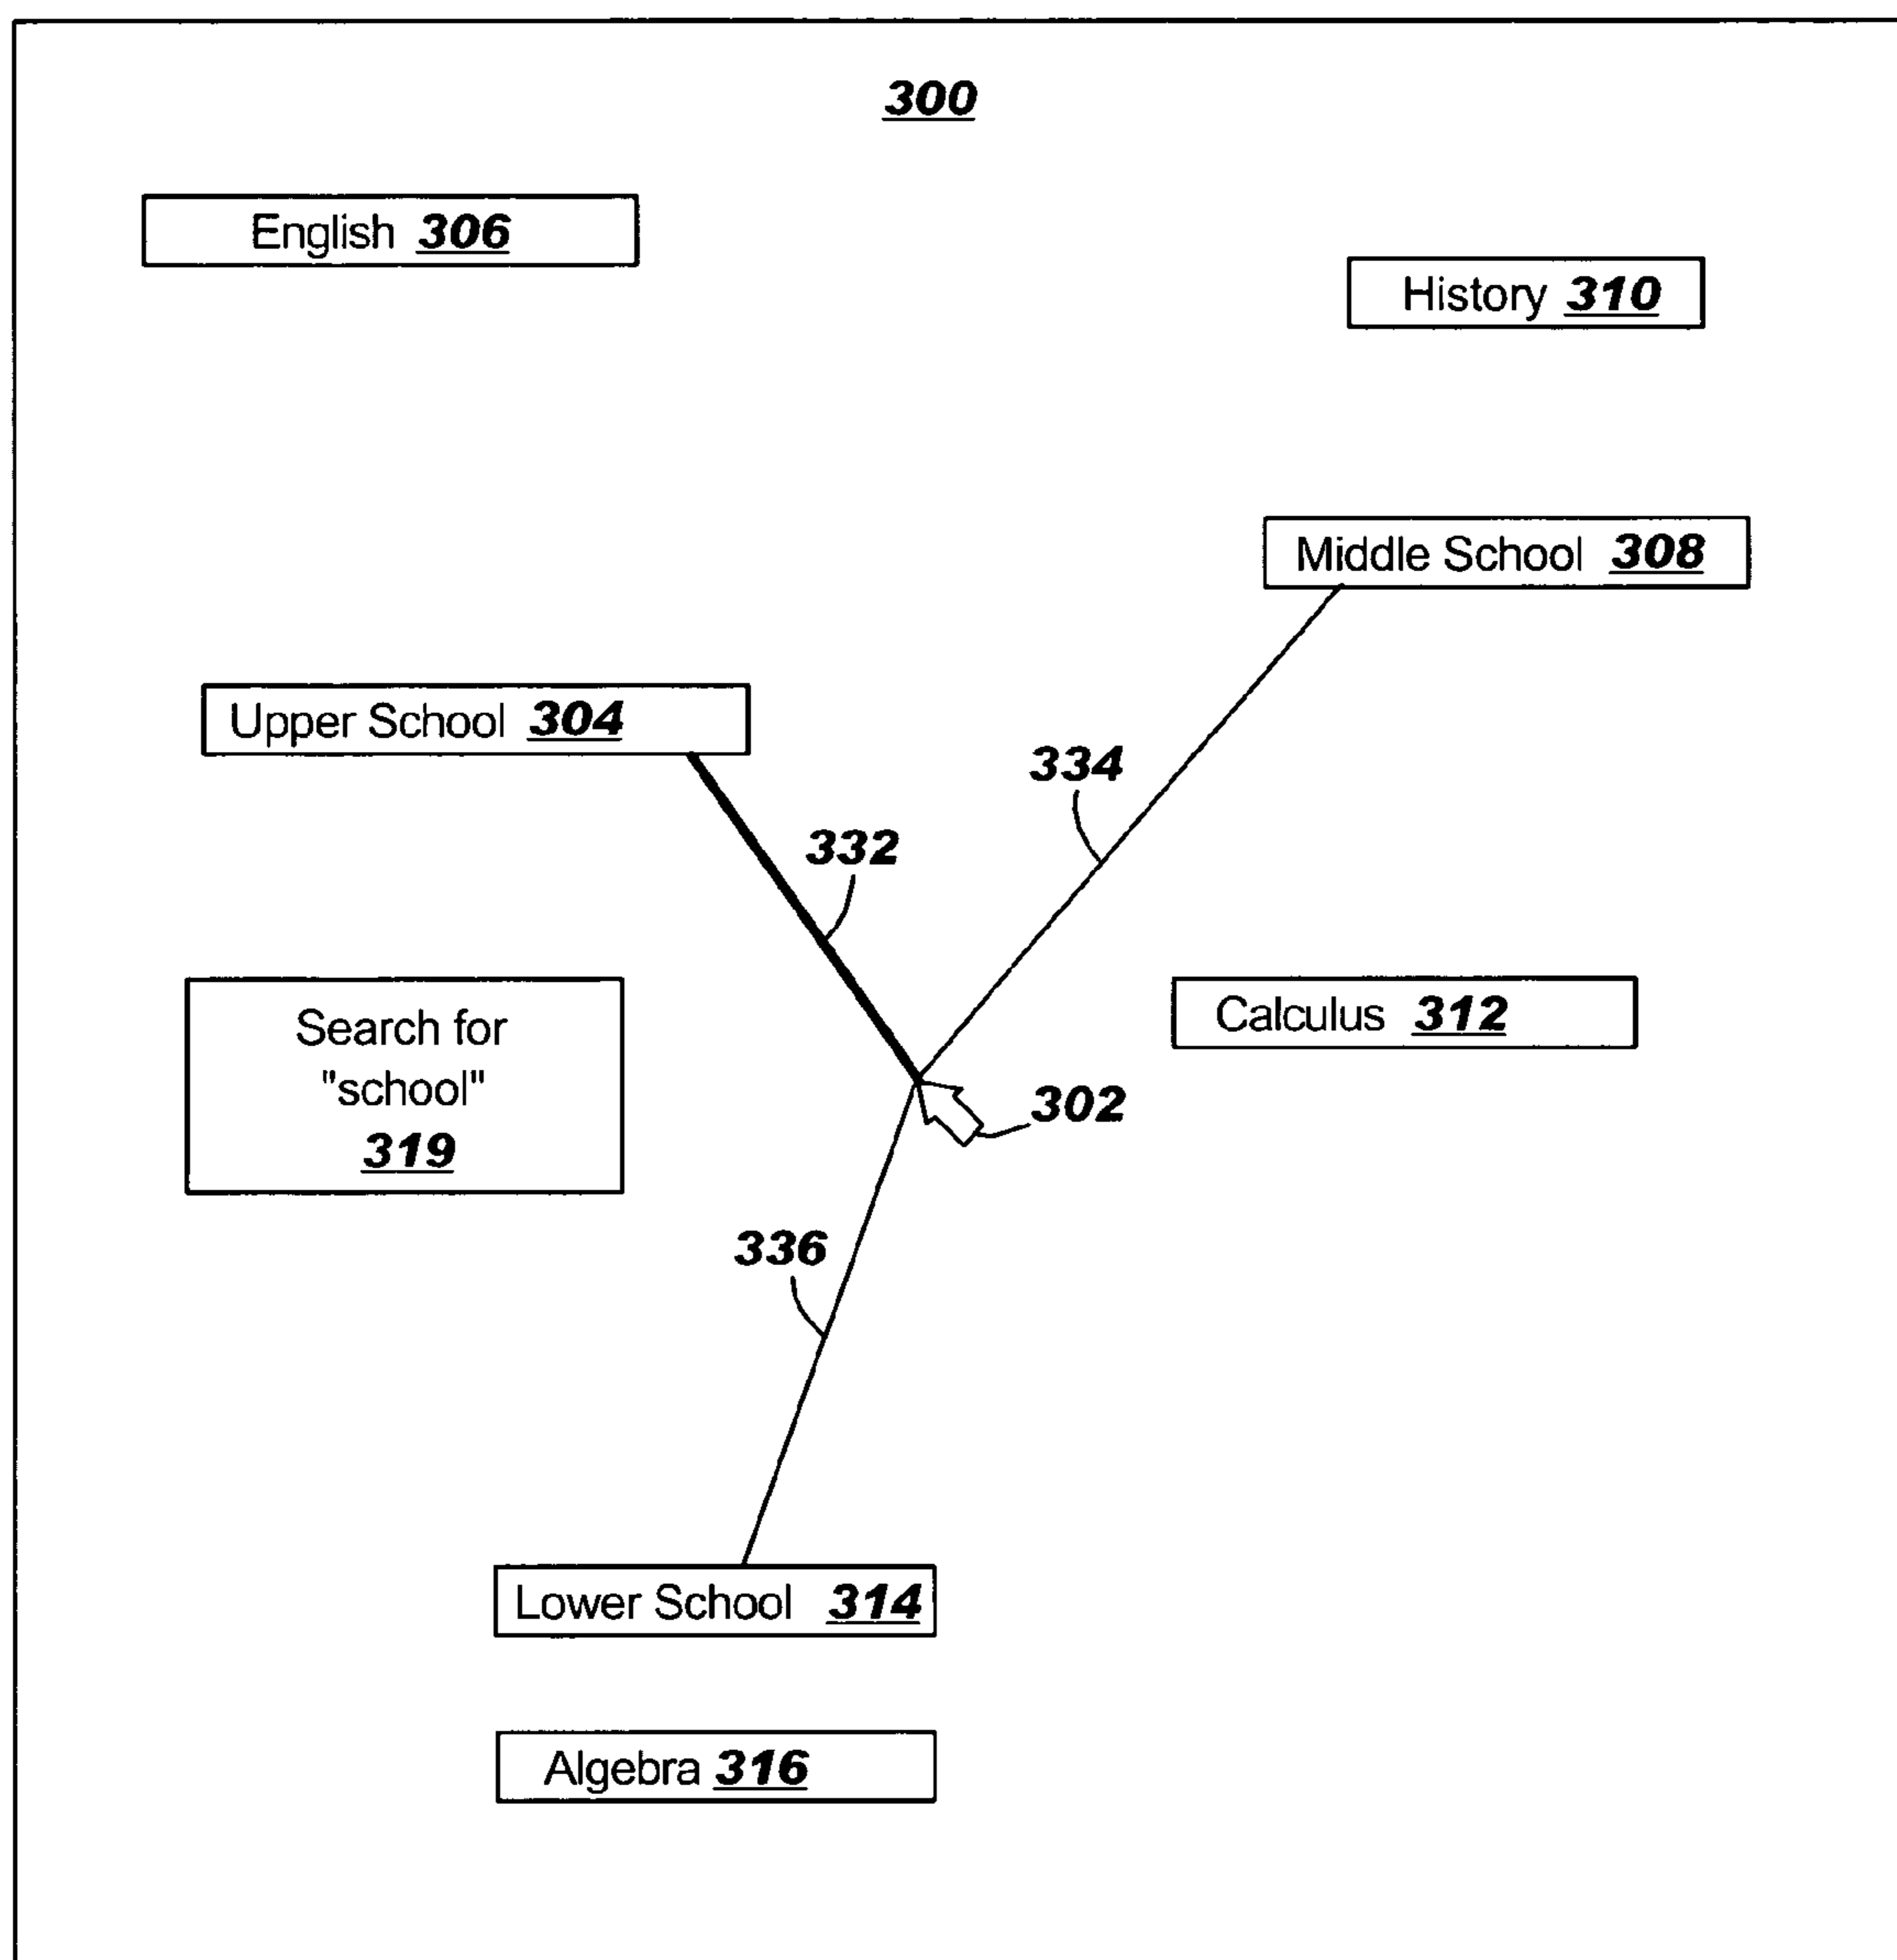 300
English 306
History 310
Middle School 308
Upper School 304
334
332
Search for
"school"
319
Calculus 312
302
336
Lower School 314
Algebra 316